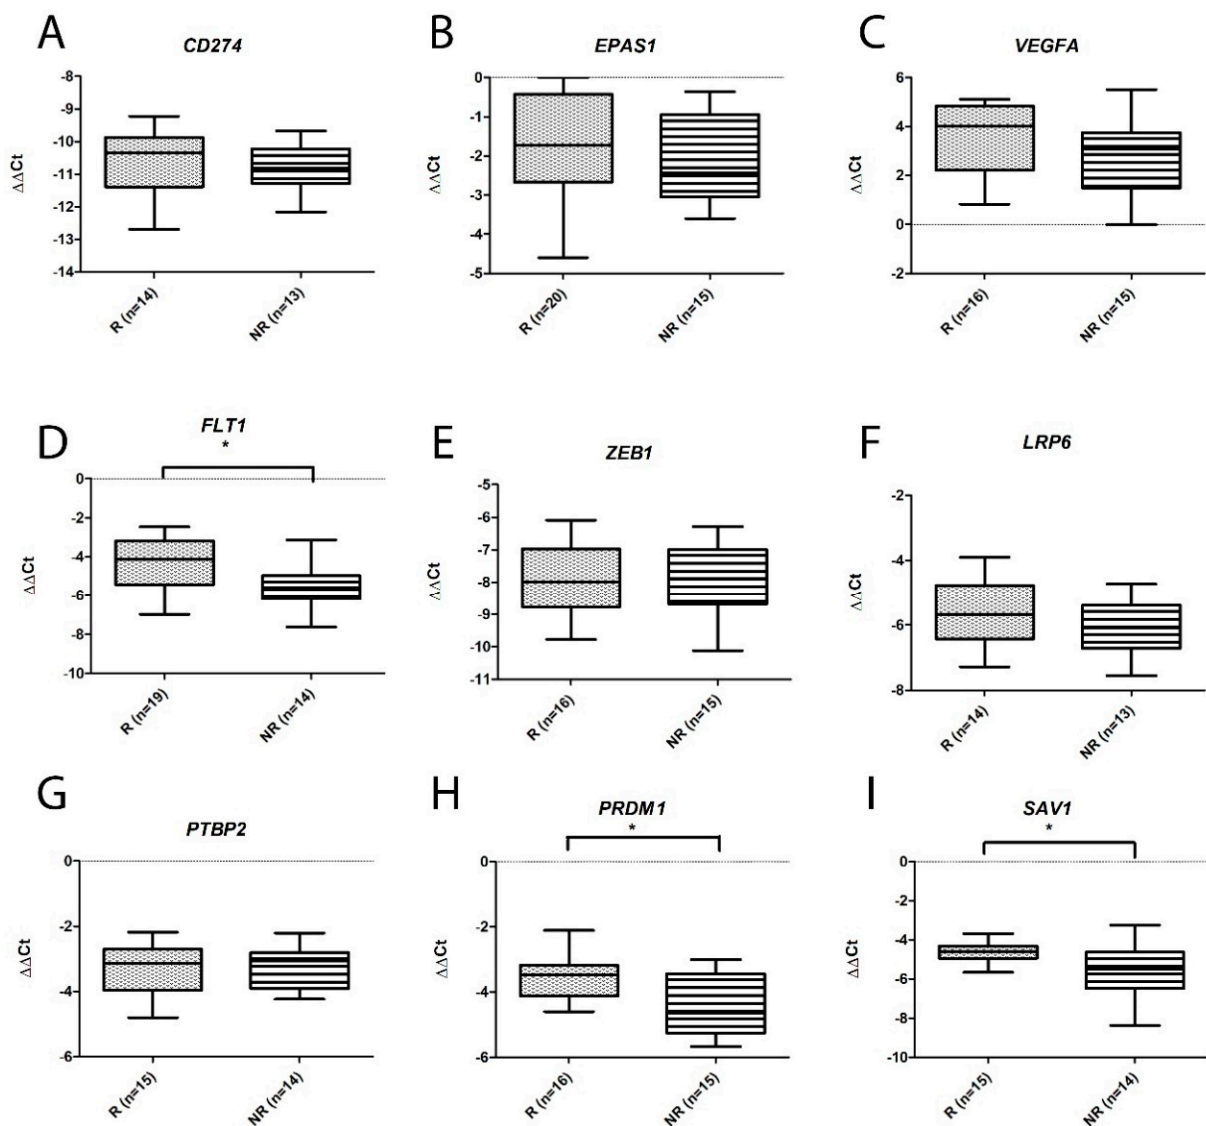 A
CD274
ΔΔCt
-8
-9
-10
-11
-12
-13
-14
R (n=14)
NR (n=13)
B
EPAS1
ΔΔCt
0
-1
-2
-3
-4
-5
R (n=20)
NR (n=15)
C
VEGFA
ΔΔCt
6
4
2
0
-2
R (n=16)
NR (n=15)
D
FLT1
*
ΔΔCt
0
-2
-4
-6
-8
-10
R (n=19)
NR (n=14)
E
ZEB1
ΔΔCt
-5
-6
-7
-8
-9
-10
-11
R (n=16)
NR (n=15)
F
LRP6
ΔΔCt
-2
-4
-6
-8
R (n=14)
NR (n=13)
G
PTBP2
ΔΔCt
0
-2
-4
-6
R (n=15)
NR (n=14)
H
PRDM1
*
ΔΔCt
0
-2
-4
-6
R (n=16)
NR (n=15)
I
SAV1
*
ΔΔCt
0
-2
-4
-6
-8
-10
R (n=15)
NR (n=14)